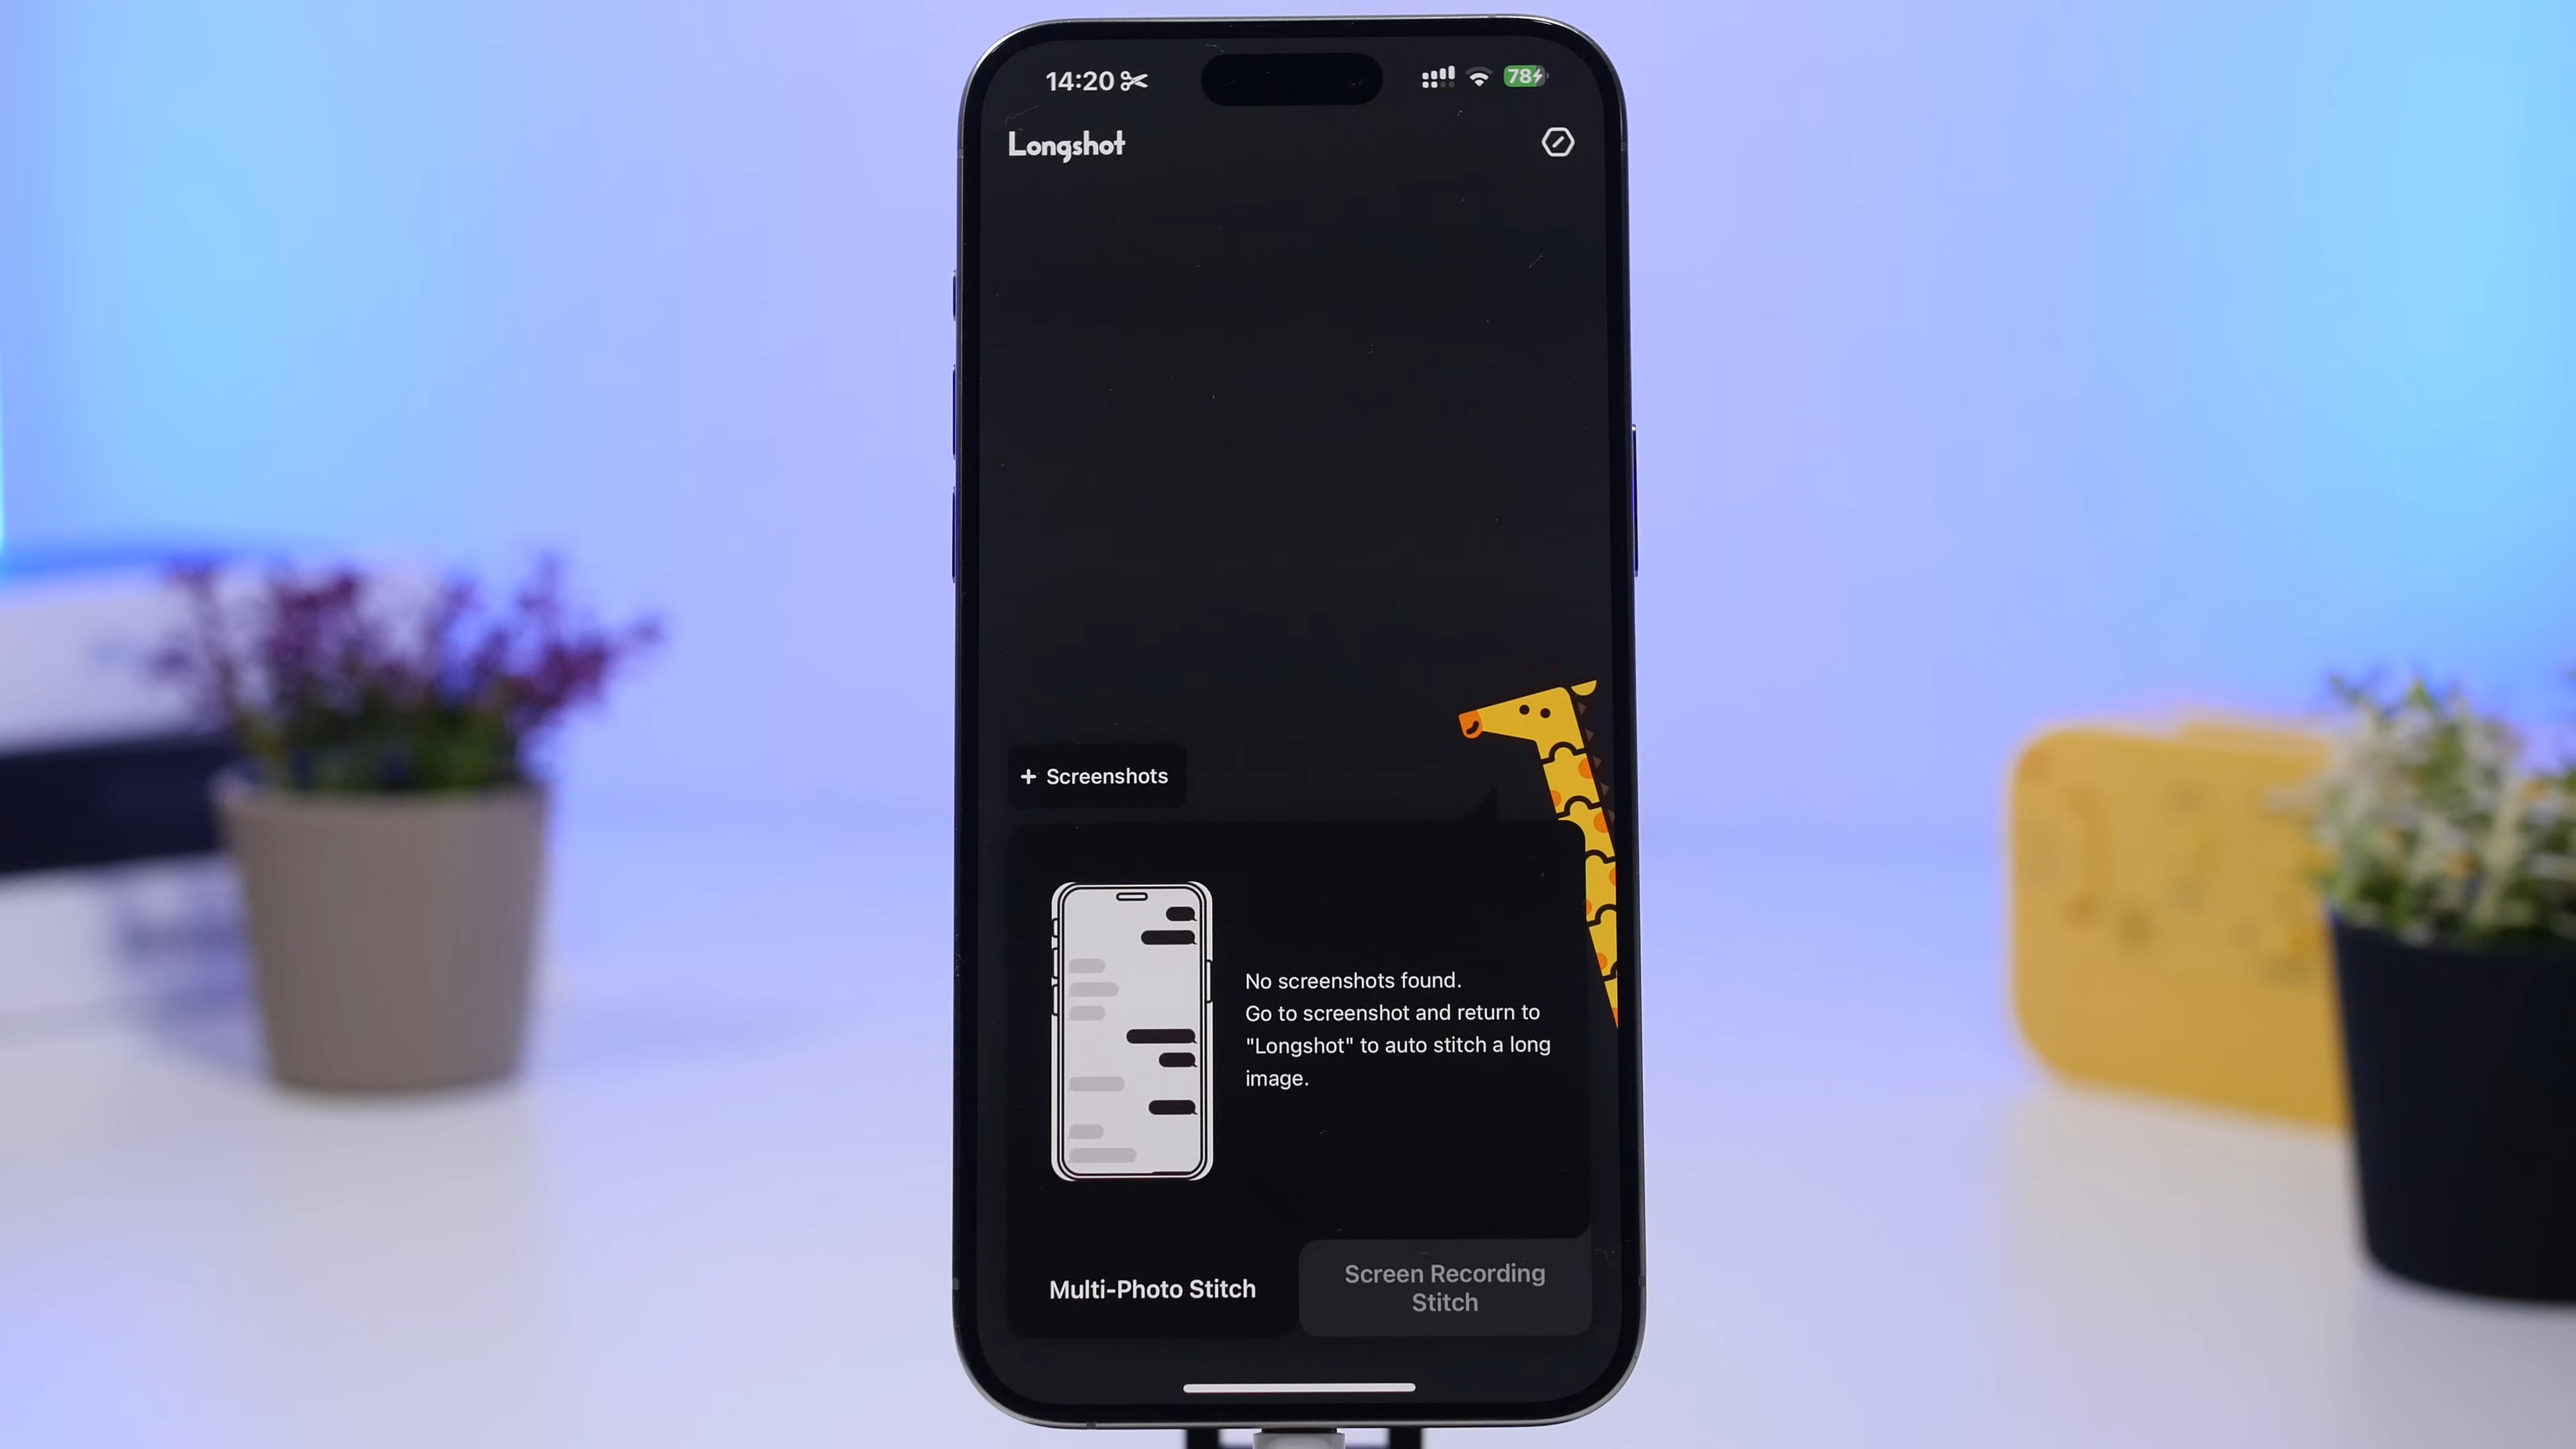 14:20
78
Longshot
+ Screenshots
No screenshots found.
Go to screenshot and return to
"Longshot" to auto stitch a long
image.
Multi-Photo Stitch
Screen Recording
Stitch